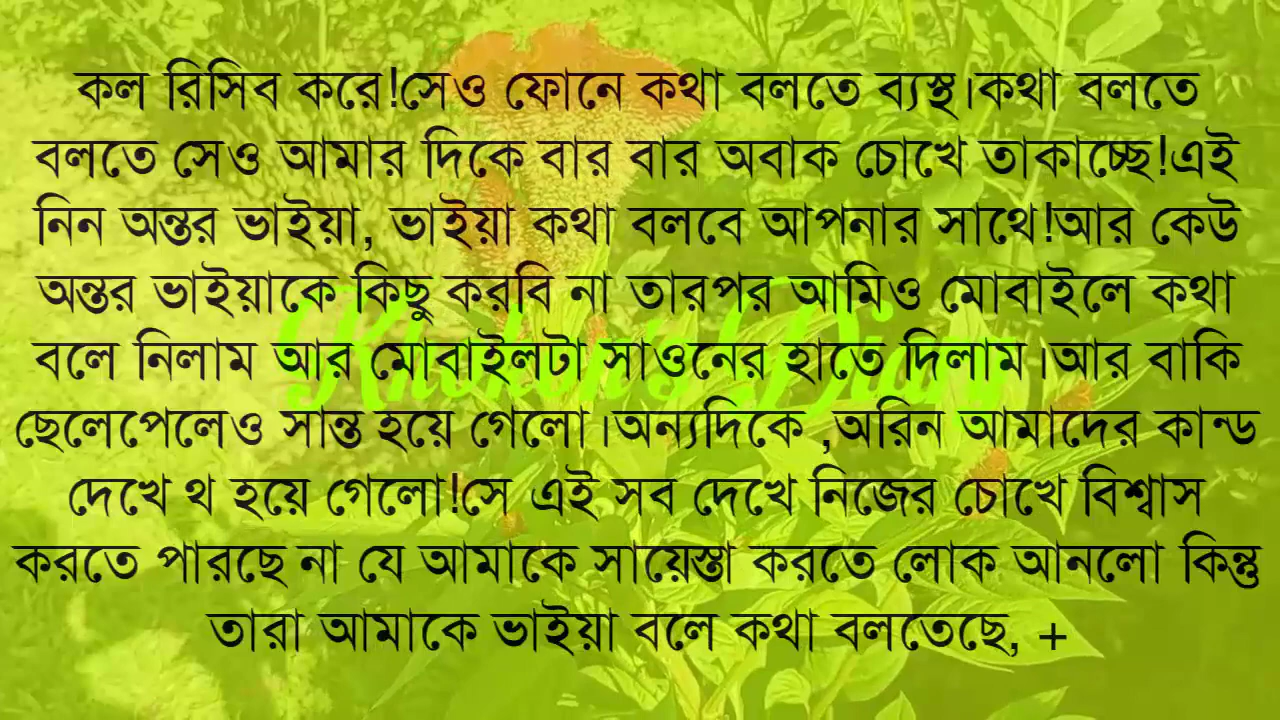 কল রিসিব করে!সেও ফোনে কথা বলতে ব্যস্থ।কথা বলতে
বলতে সেও আমার দিকে বার বার অবাক চোখে তাকাচ্ছে!এই
নিন অন্তর ভাইয়া, ভাইয়া কথা বলবে আপনার সাথে!আর কেউ
অন্তর ভাইয়াকে কিছু করবি না তারপর আমিও মোবাইলে কথা
বলে নিলাম আর মোবাইলটা সাওনের হাতে দিলাম।আর বাকি
ছেলেপেলেও সান্ত হয়ে গেলো।অন্যদিকে ,অরিন আমাদের কান্ড
দেখে থ হয়ে গেলো!সে এই সব দেখে নিজের চোখে বিশ্বাস
করতে পারছে না যে আমাকে সায়েস্তা করতে লোক আনলো কিন্তু
তারা আমাকে ভাইয়া বলে কথা বলতেছে, +